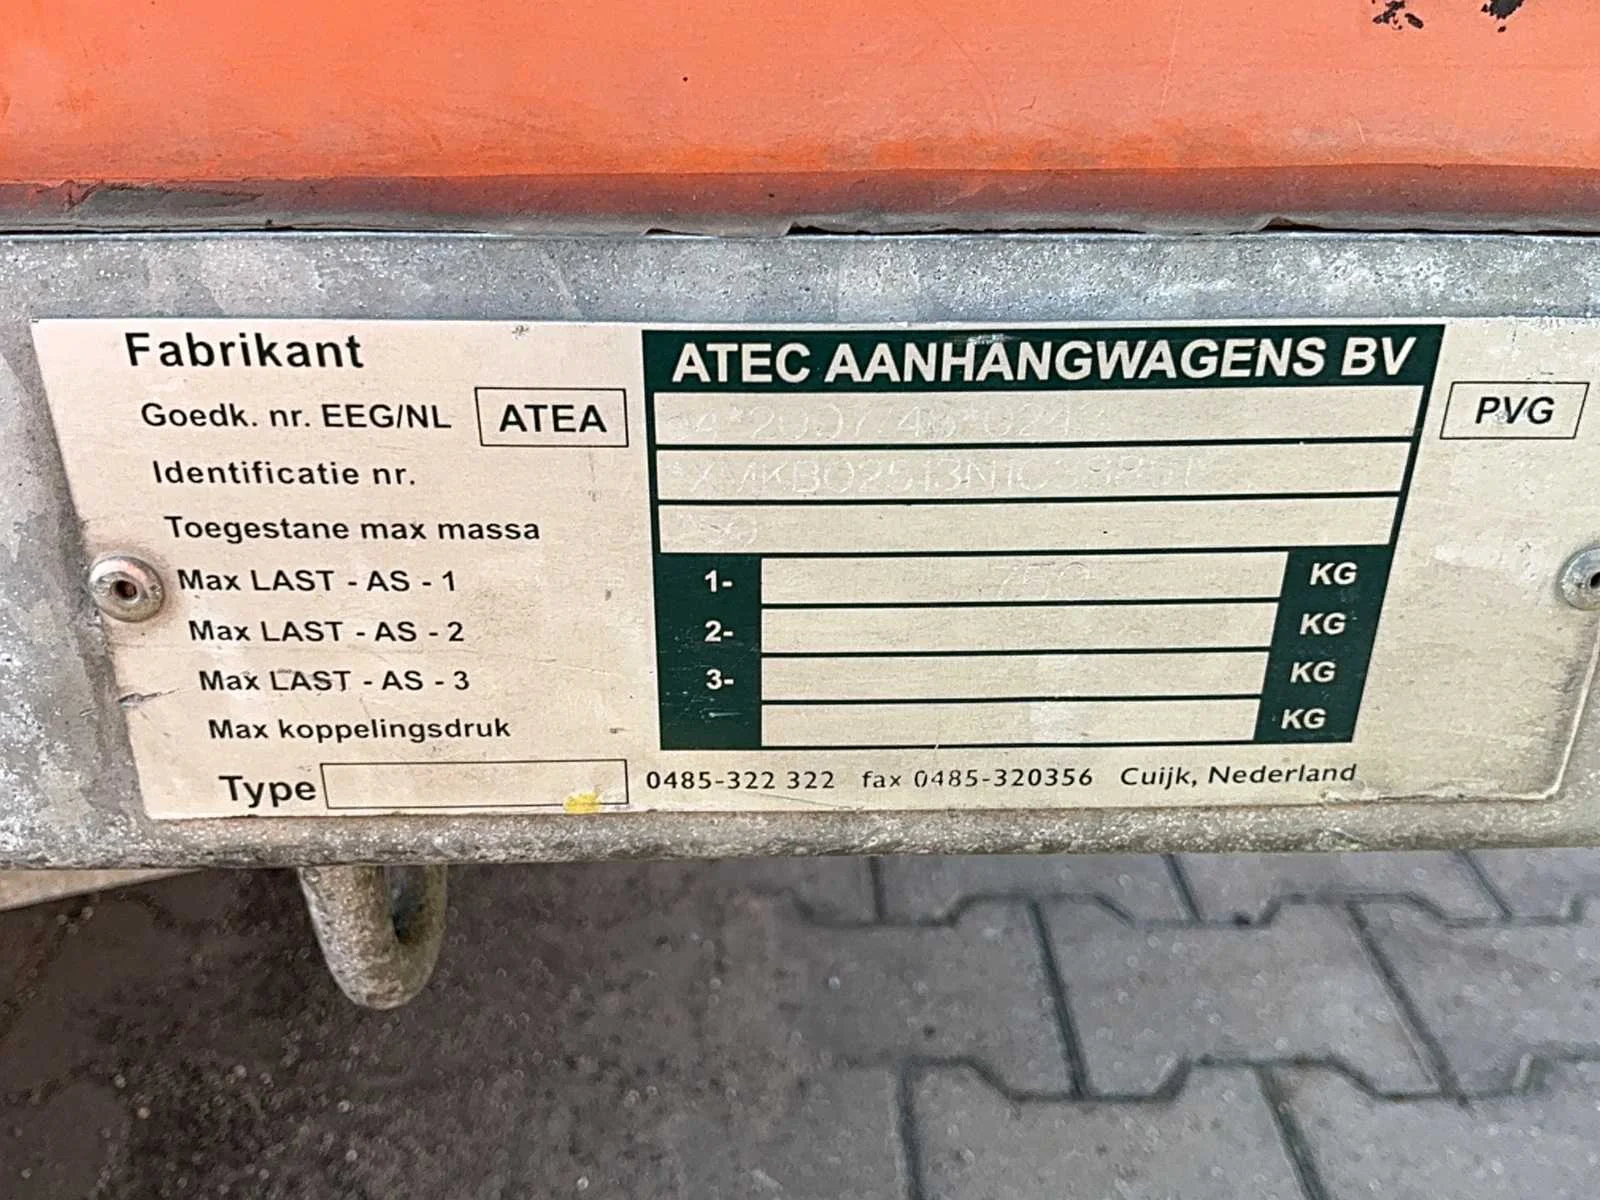 Fabrikant ATEC AANHANGWAGENS BV
Goedk. nr. EEG/NL ATEA PVG
Identificatie nr.
Toegestane max massa
Max LAST - AS - 1 1- 750 KG
Max LAST - AS - 2 2- KG
Max LAST - AS - 3 3- KG
Max koppelingsdruk KG
Type 0485-322 322 fax 0485-320356 Cuijk, Nederland